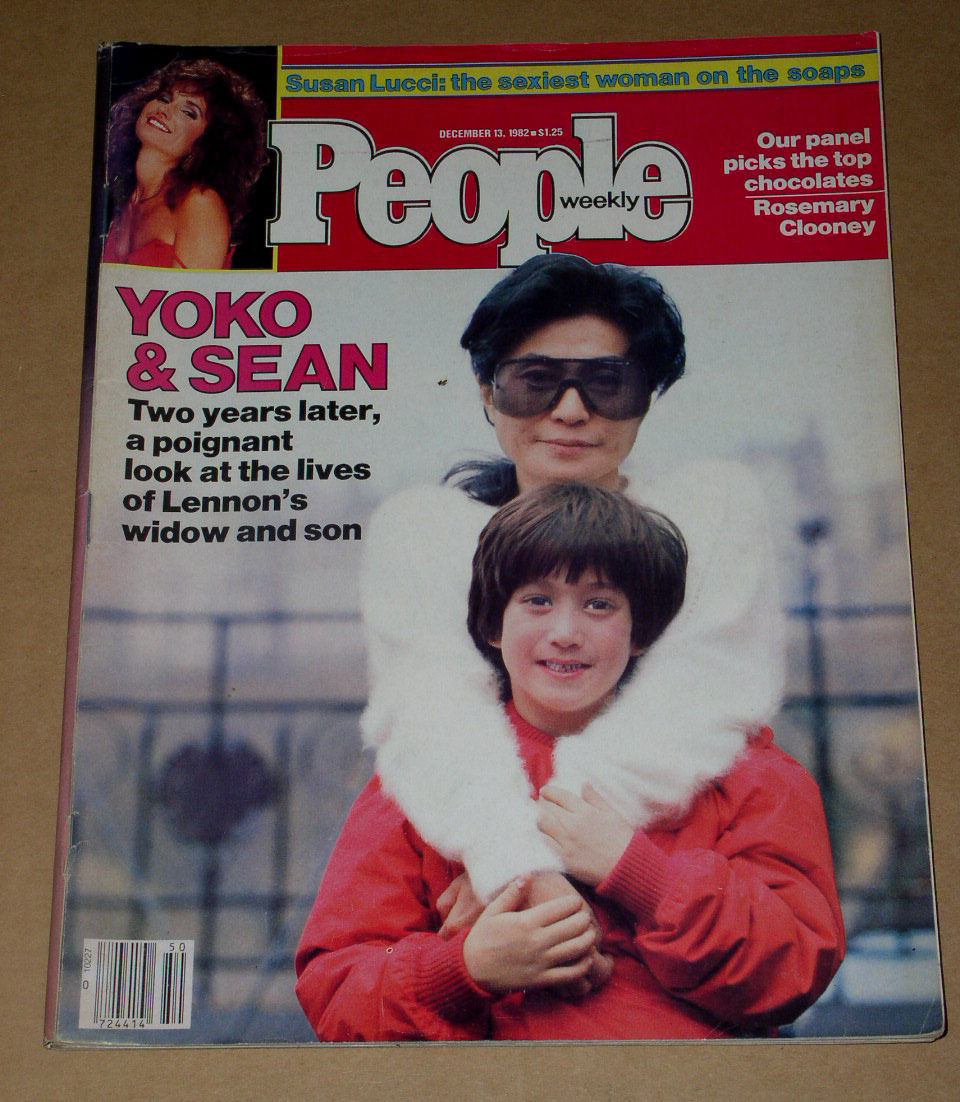 Susan Lucci: the sexiest woman on the soaps
DECEMBER 13, 1982 ■ $1.25
People
weekly
Our panel
picks the top
chocolates
Rosemary
Clooney
YOKO
& SEAN
Two years later,
a poignant
look at the lives
of Lennon's
widow and son
50
10227
0
724414